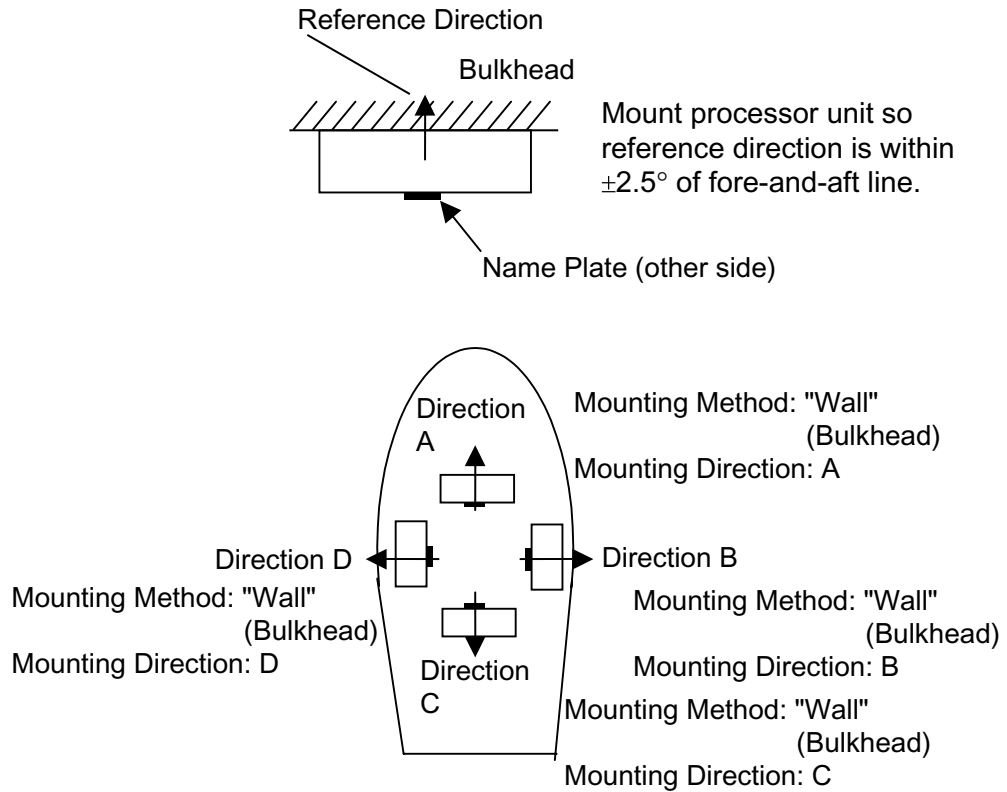 Reference Direction
Bulkhead
Mount processor unit so
reference direction is within
±2.5° of fore-and-aft line.
Name Plate (other side)
Direction
A
Mounting Method: "Wall"
(Bulkhead)
Mounting Direction: A
Direction D
Mounting Method: "Wall"
(Bulkhead)
Mounting Direction: D
Direction B
Mounting Method: "Wall"
(Bulkhead)
Mounting Direction: B
Direction
C
Mounting Method: "Wall"
(Bulkhead)
Mounting Direction: C